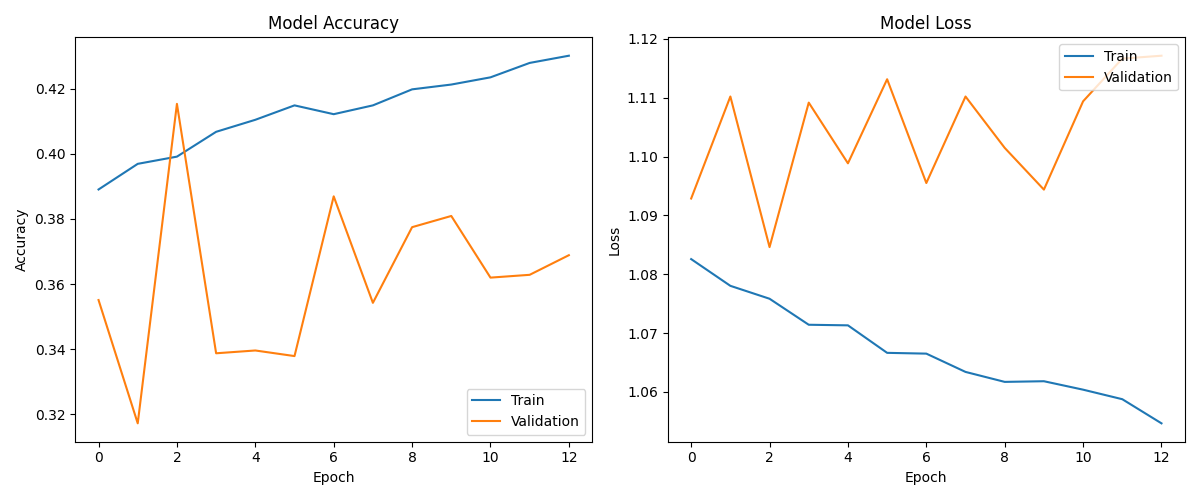 Model Accuracy
Accuracy
0.42
0.40
0.38
0.36
0.34
0.32
0 2 4 6 8 10 12
Epoch
Train
Validation
Model Loss
Loss
1.12
1.11
1.10
1.09
1.08
1.07
1.06
0 2 4 6 8 10 12
Epoch
Train
Validation